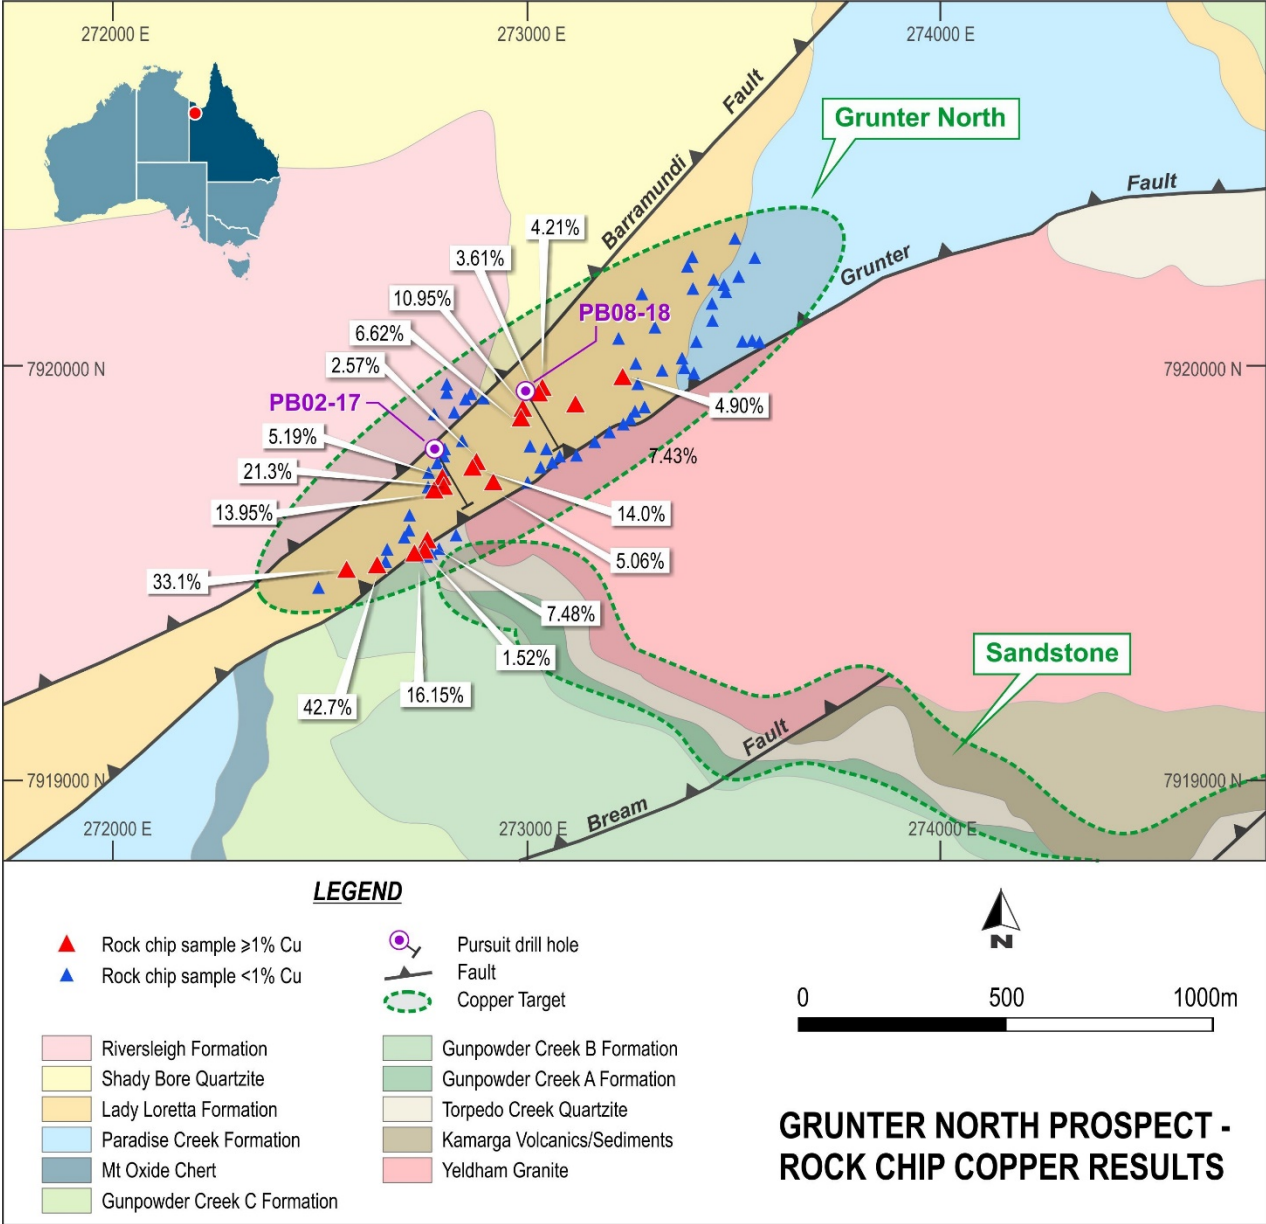 272000 E
273000 E
274000 E
Barramundi Fault
Grunter North
Fault
Grunter
4.21%
3.61%
10.95%
PB08-18
6.62%
2.57%
7920000 N
7920000 N
PB02-17
4.90%
5.19%
7.43%
21.3%
13.95%
14.0%
5.06%
33.1%
7.48%
1.52%
Sandstone
16.15%
42.7%
Bream Fault
7919000 N
7919000 N
272000 E
273000 E
274000 E
LEGEND
Rock chip sample ⩾1% Cu
Rock chip sample <1% Cu
Pursuit drill hole
Fault
Copper Target
Riversleigh Formation
Shady Bore Quartzite
Lady Loretta Formation
Paradise Creek Formation
Mt Oxide Chert
Gunpowder Creek C Formation
Gunpowder Creek B Formation
Gunpowder Creek A Formation
Torpedo Creek Quartzite
Kamarga Volcanics/Sediments
Yeldham Granite
N
0 500 1000m
GRUNTER NORTH PROSPECT -
ROCK CHIP COPPER RESULTS